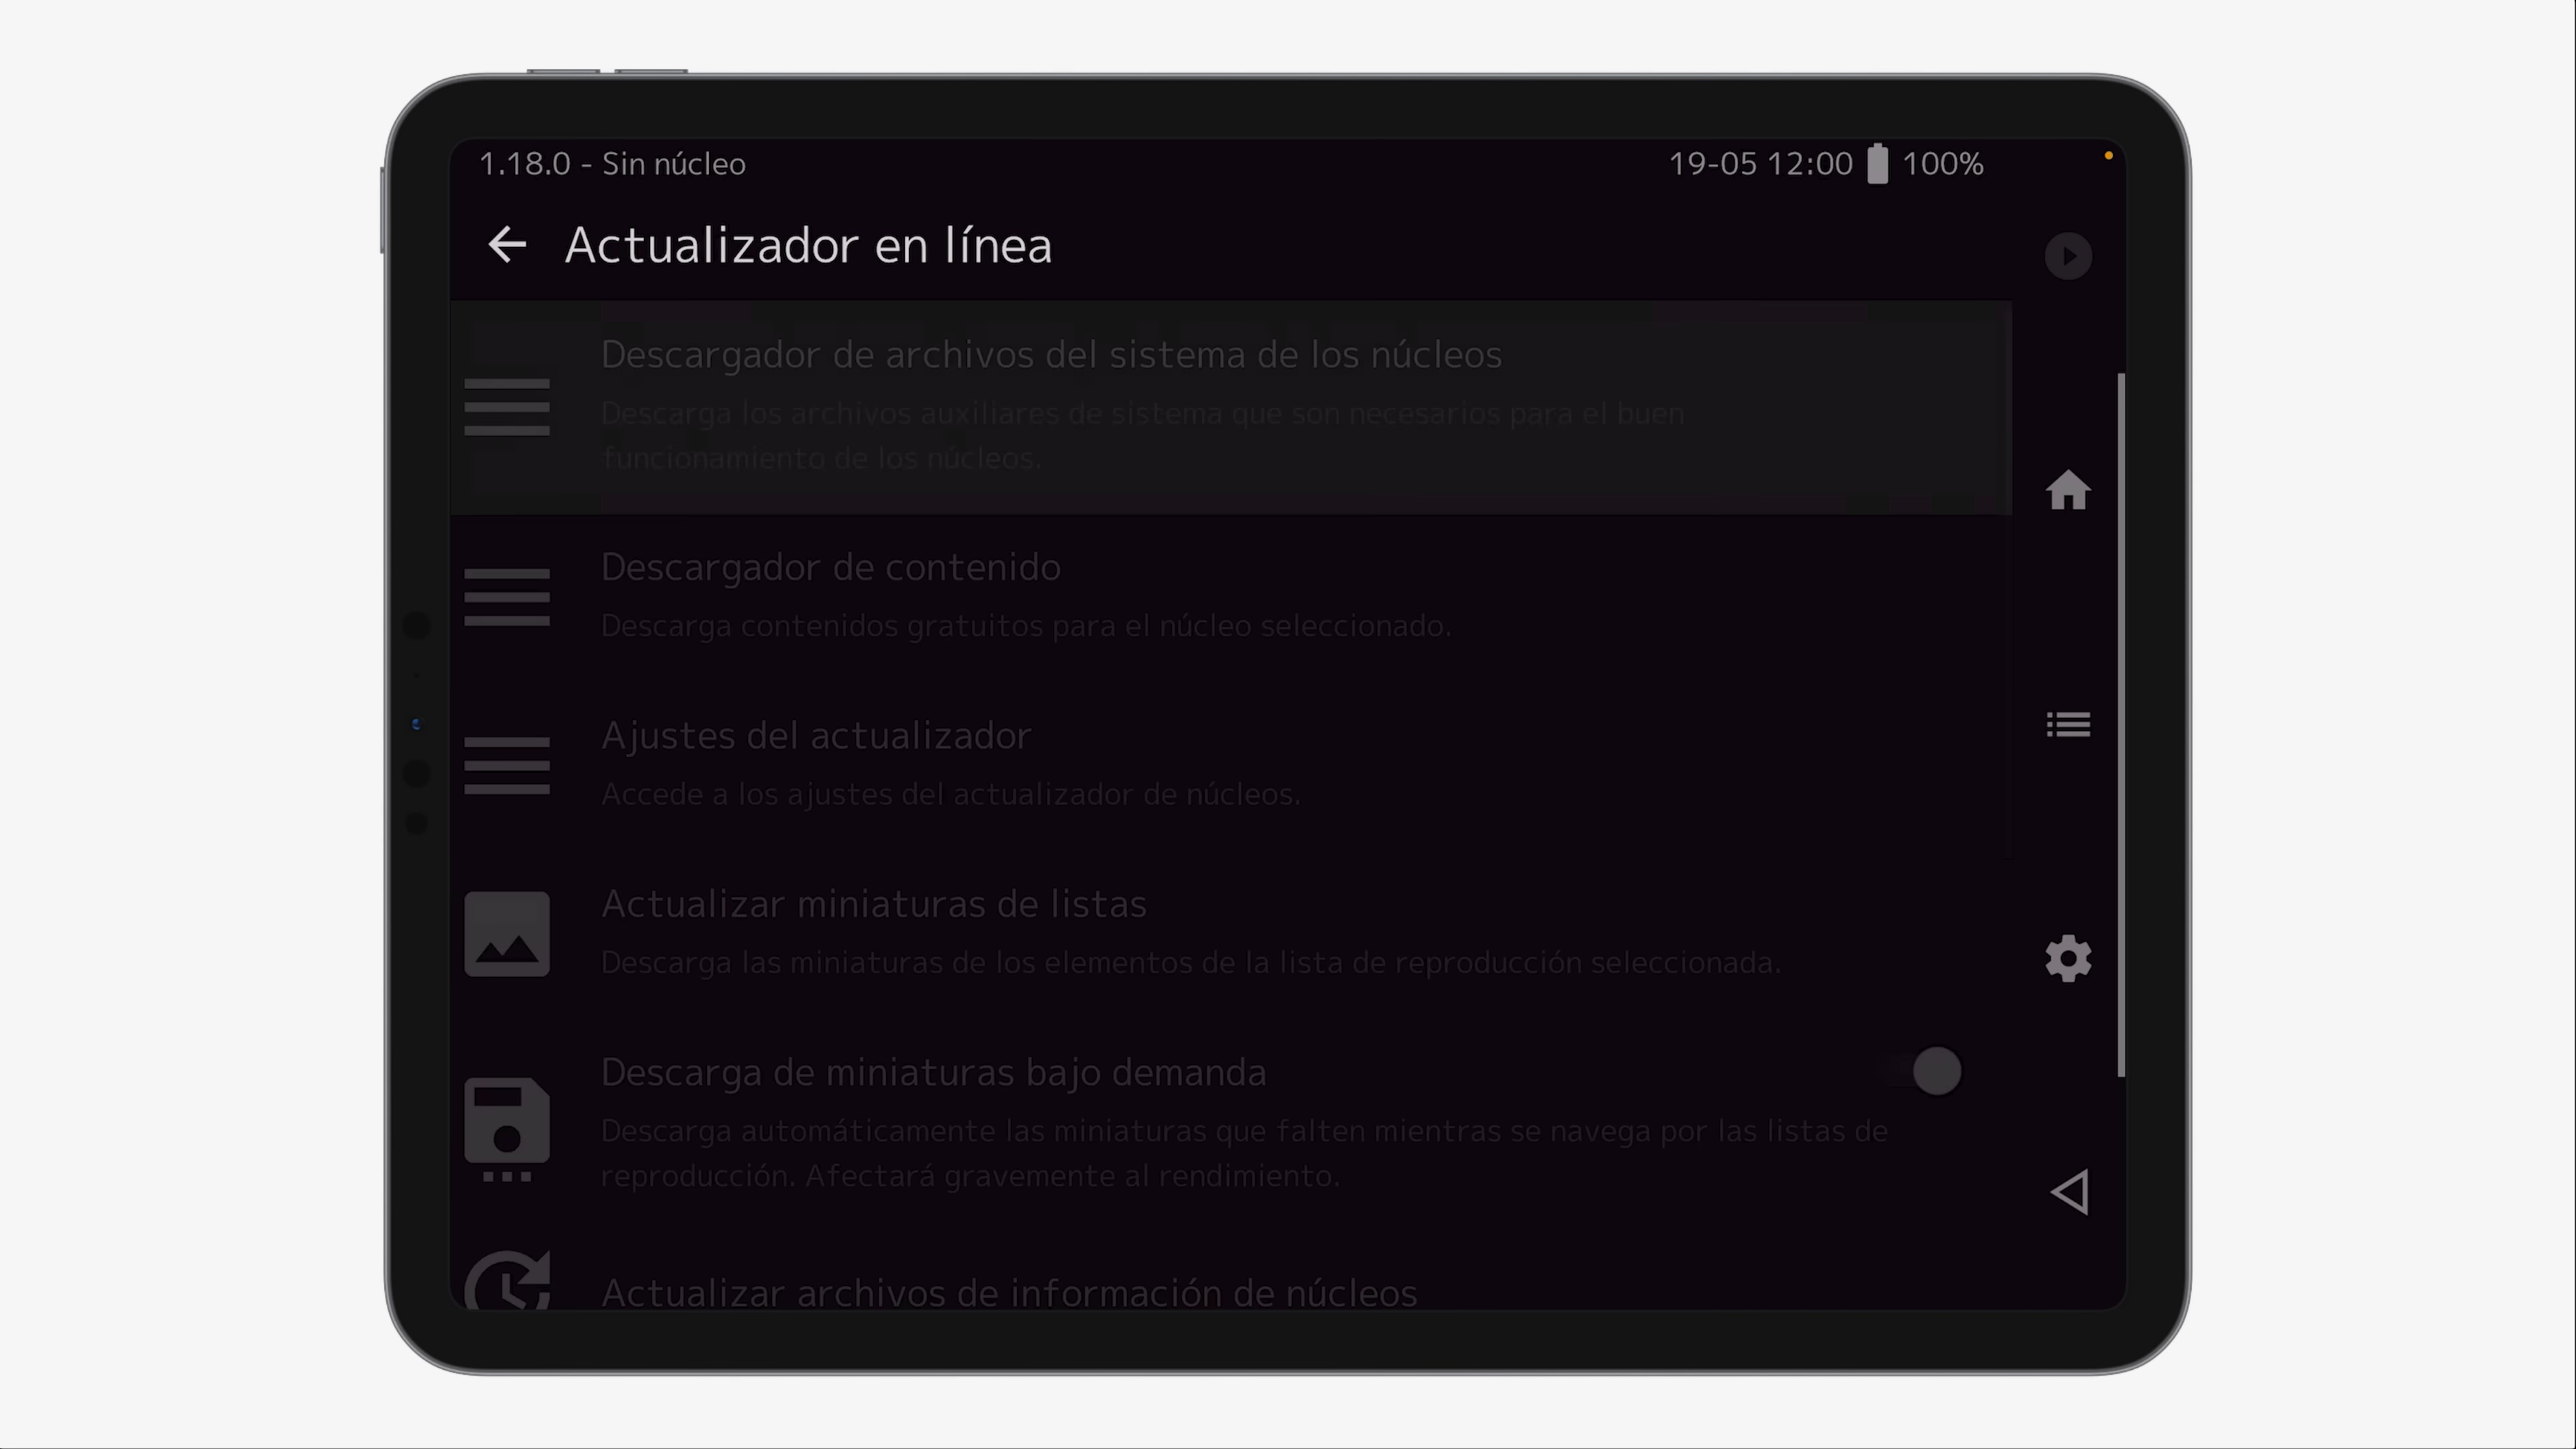 1.18.0 - Sin núcleo
19-05 12:00 100%
Actualizador en línea
Descargador de archivos del sistema de los núcleos
Descarga los archivos auxiliares de sistema que son necesarios para el buen
funcionamiento de los núcleos.
Descargador de contenido
Descarga contenidos gratuitos para el núcleo seleccionado.
Ajustes del actualizador
Accede a los ajustes del actualizador de núcleos.
Actualizar miniaturas de listas
Descarga las miniaturas de los elementos de la lista de reproducción seleccionada.
Descarga de miniaturas bajo demanda
Descarga automáticamente las miniaturas que falten mientras se navega por las listas de
reproducción. Afectará gravemente al rendimiento.
Actualizar archivos de información de núcleos